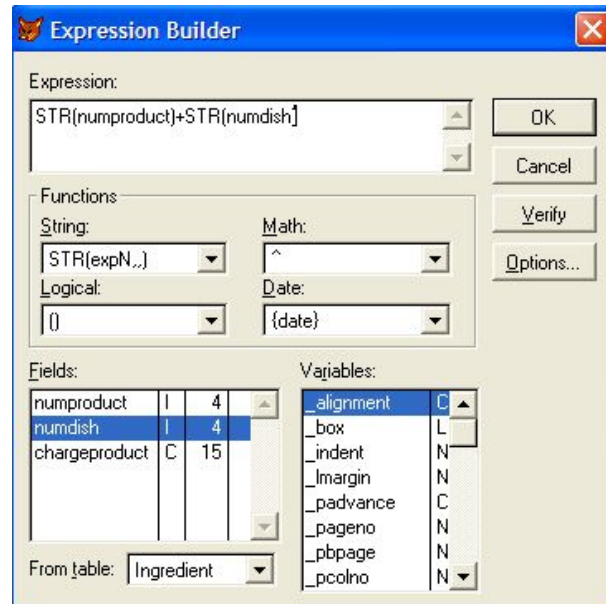 Expression Builder
Expression:
STR(numproduct)+STR(numdish)
OK
Cancel
Verify
Options...
Functions
String: Math:
STR(expN,,) ^
Logical: Date:
() {date}
Fields: Variables:
numproduct I 4
numdish I 4
chargeproduct C 15
_alignment C
_box L
_indent N
_lmargin N
_padvance C
_pageno N
_pbpage N
_pcolno N
From table: Ingredient